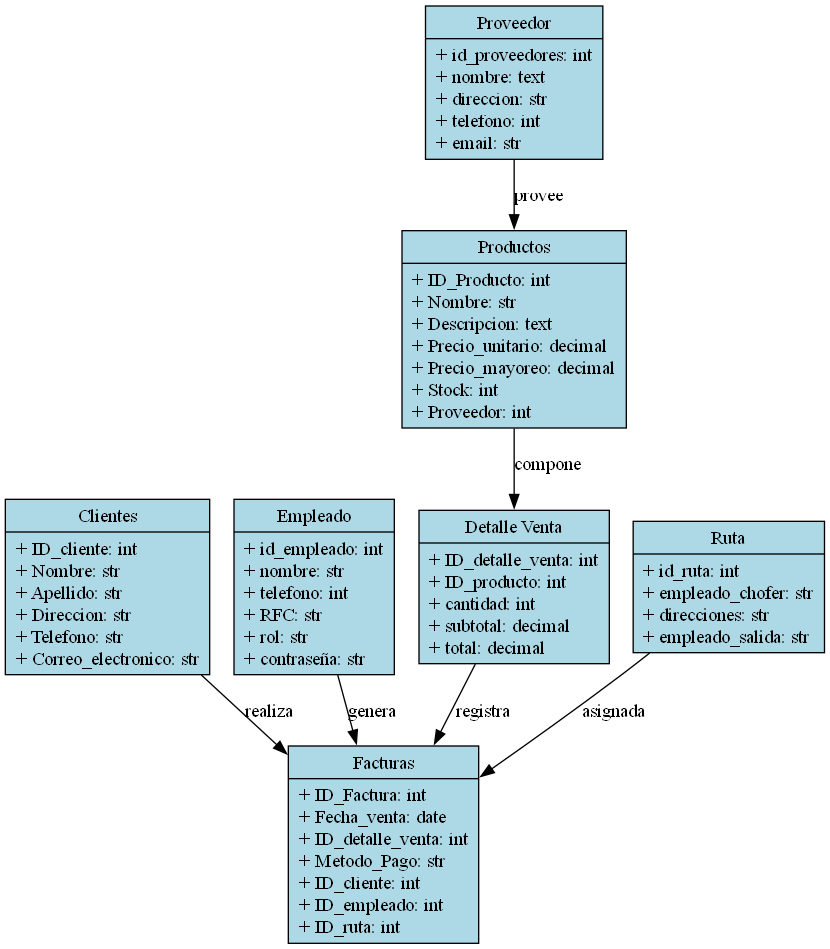 Proveedor
+ id_proveedores: int
+ nombre: text
+ direccion: str
+ telefono: int
+ email: str
provee
Productos
+ ID_Producto: int
+ Nombre: str
+ Descripcion: text
+ Precio_unitario: decimal
+ Precio_mayoreo: decimal
+ Stock: int
+ Proveedor: int
compone
Clientes
+ ID_cliente: int
+ Nombre: str
+ Apellido: str
+ Direccion: str
+ Telefono: str
+ Correo_electronico: str
Empleado
+ id_empleado: int
+ nombre: str
+ telefono: int
+ RFC: str
+ rol: str
+ contraseña: str
Detalle Venta
+ ID_detalle_venta: int
+ ID_producto: int
+ cantidad: int
+ subtotal: decimal
+ total: decimal
Ruta
+ id_ruta: int
+ empleado_chofer: str
+ direcciones: str
+ empleado_salida: str
realiza
genera
registra
asignada
Facturas
+ ID_Factura: int
+ Fecha_venta: date
+ ID_detalle_venta: int
+ Metodo_Pago: str
+ ID_cliente: int
+ ID_empleado: int
+ ID_ruta: int